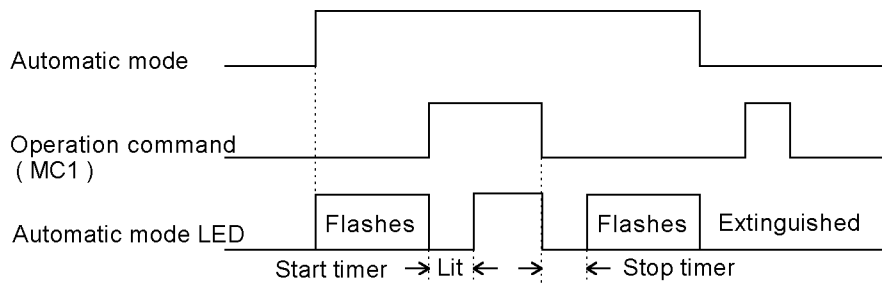 Automatic mode
Operation command
( MC1 )
Automatic mode LED
Flashes
Flashes
Extinguished
Start timer
Lit
Stop timer